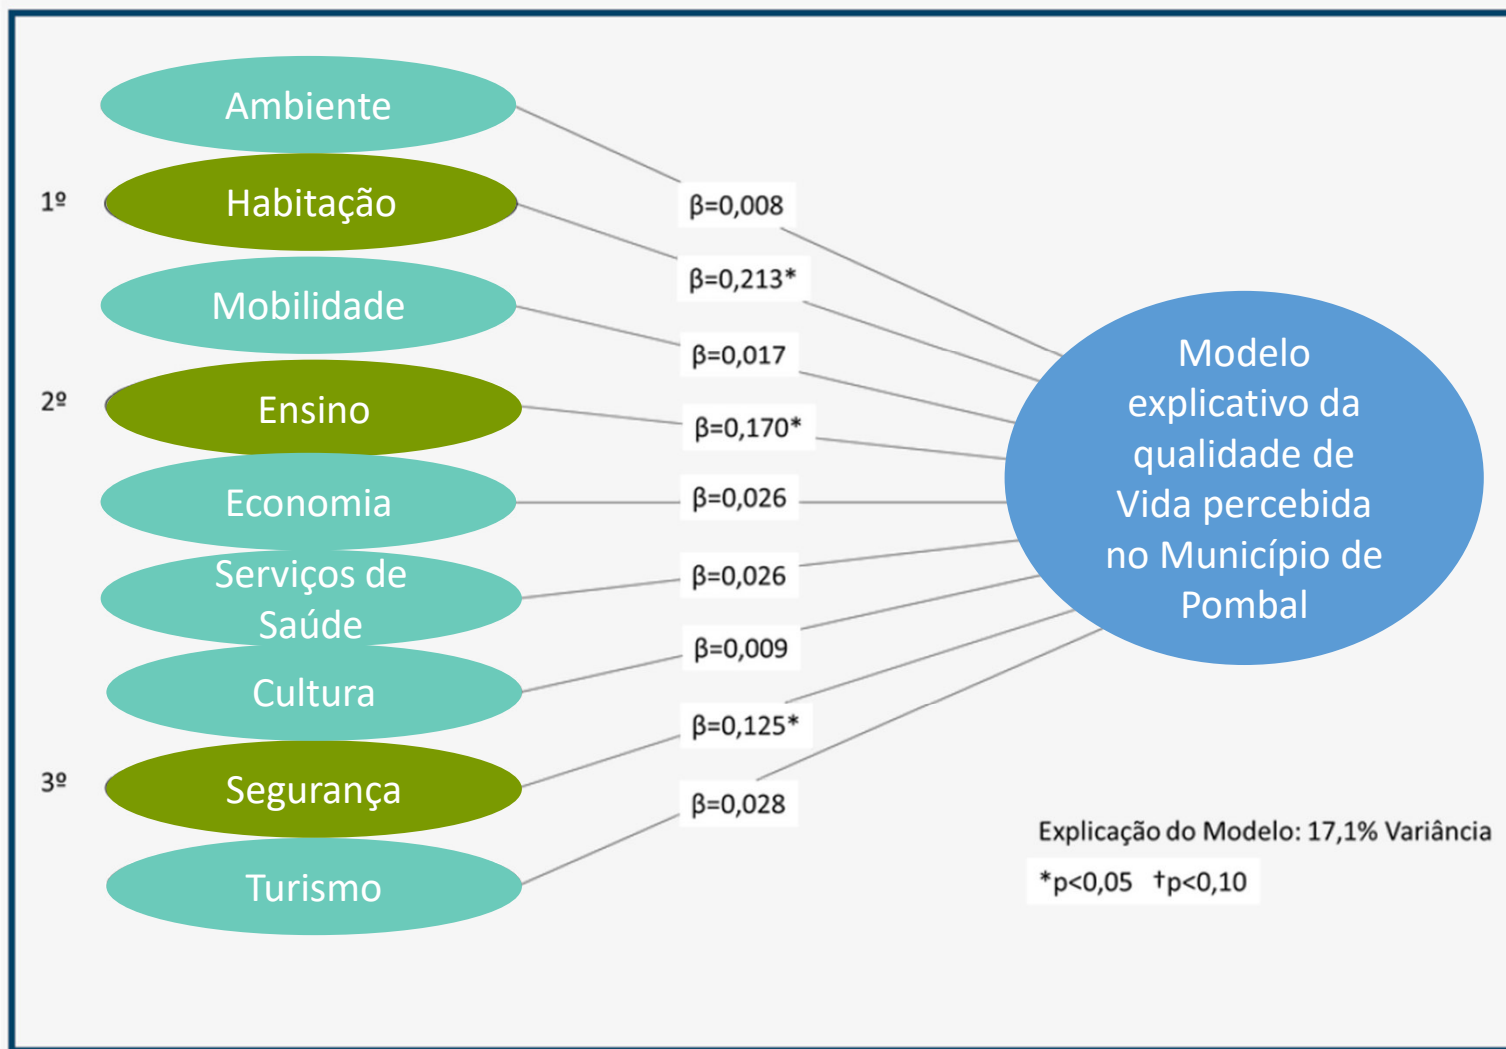 Ambiente
1º
Habitação
Mobilidade
2º
Ensino
Economia
Serviços de
Saúde
Cultura
3º
Segurança
Turismo
β=0,008
β=0,213*
β=0,017
β=0,170*
β=0,026
β=0,026
β=0,009
β=0,125*
β=0,028
Modelo
explicativo da
qualidade de
Vida percebida
no Município de
Pombal
Explicação do Modelo: 17,1% Variância
*p<0,05 †p<0,10